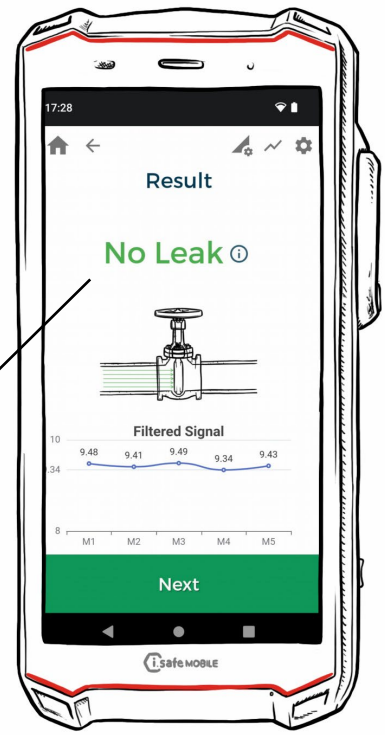 17:28
Result
No Leak
Filtered Signal
10
9.48 9.41 9.49 9.34 9.43
.34
8
M1 M2 M3 M4 M5
Next
i.safe MOBILE